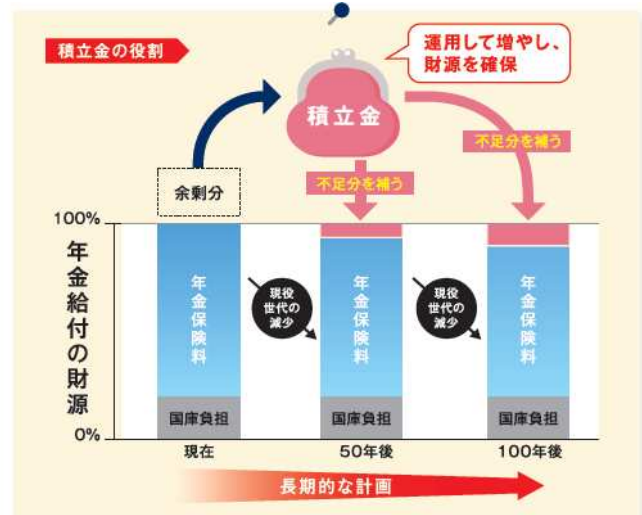 積立金の役割
運用して増やし、
財源を確保
積立金
不足分を補う
不足分を補う
余剰分
100%
年金給付の財源
0%
年金保険料
現役
世代の
減少
年金保険料
現役
世代の
減少
年金保険料
国庫負担
国庫負担
国庫負担
現在
50年後
100年後
長期的な計画